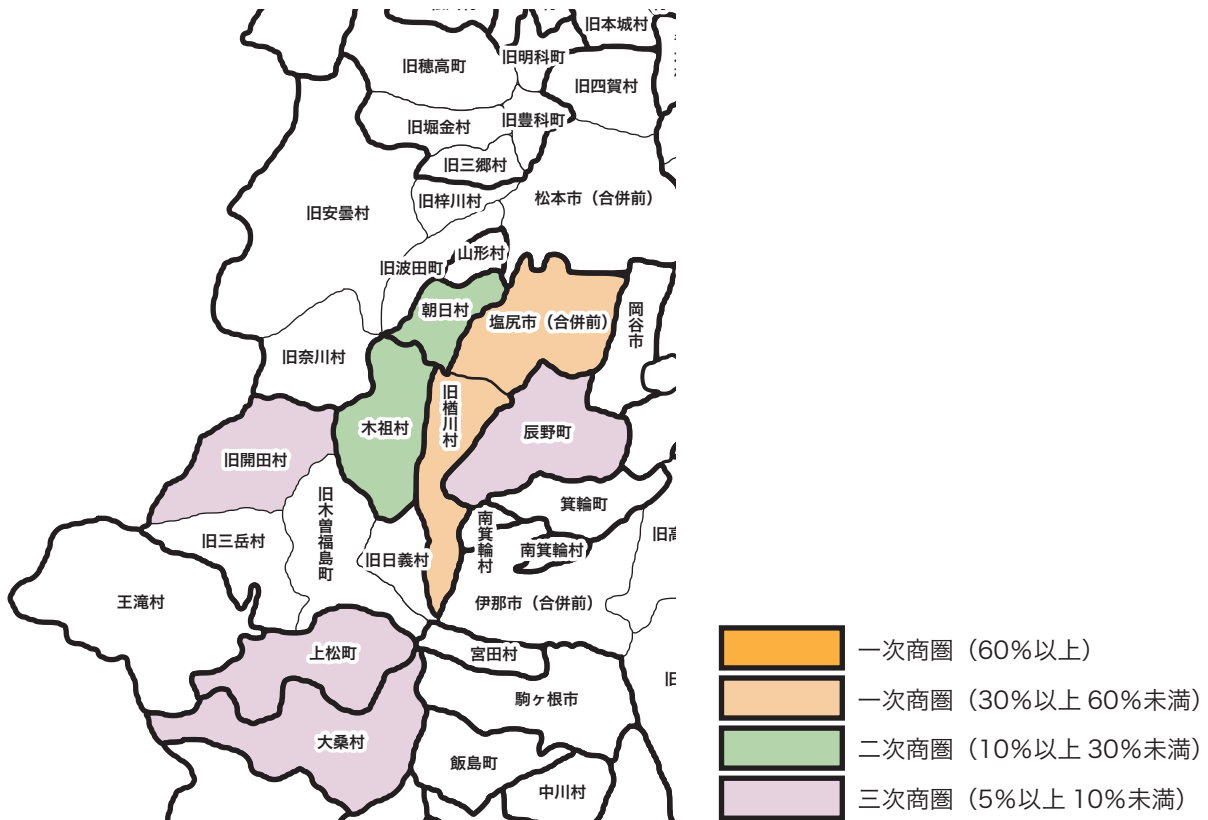 旧本城村
旧明科町
旧穂高町
旧四賀村
旧豊科町
旧堀金村
旧三郷村
旧梓川村
松本市（合併前）
旧安曇村
山形村
旧波田町
朝日村
塩尻市（合併前）
岡谷市
旧奈川村
旧楢川村
木祖村
辰野町
旧開田村
旧木曽福島町
箕輪町
南箕輪村
旧三岳村
南箕輪村
旧日義村
王滝村
伊那市（合併前）
上松町
宮田村
駒ヶ根市
大桑村
飯島町
中川村
一次商圏（60%以上）
一次商圏（30%以上 60%未満）
二次商圏（10%以上 30%未満）
三次商圏（5%以上 10%未満）